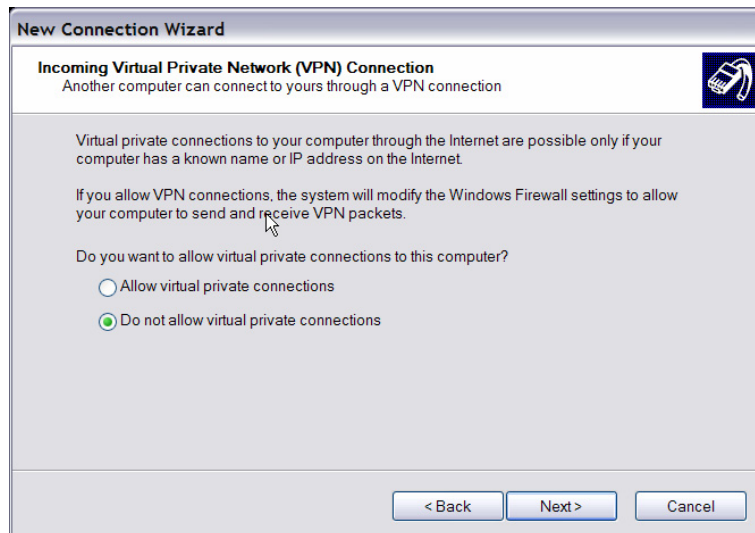 New Connection Wizard
Incoming Virtual Private Network (VPN) Connection
Another computer can connect to yours through a VPN connection
Virtual private connections to your computer through the Internet are possible only if your
computer has a known name or IP address on the Internet.
If you allow VPN connections, the system will modify the Windows Firewall settings to allow
your computer to send and receive VPN packets.
Do you want to allow virtual private connections to this computer?
Allow virtual private connections
Do not allow virtual private connections
< Back Next > Cancel